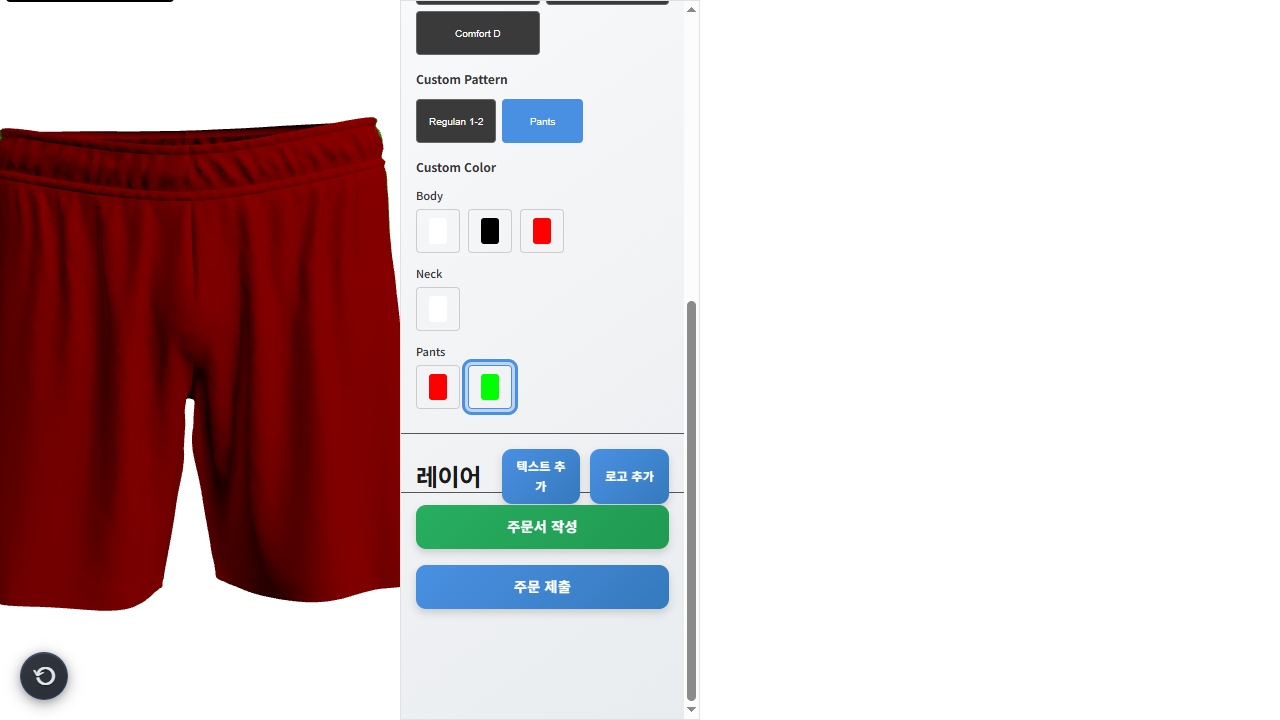 Comfort D
Custom Pattern
Regulan 1-2
Pants
Custom Color
Body
Neck
Pants
레이어
텍스트 추
가
로고 추가
주문서 작성
주문 제출